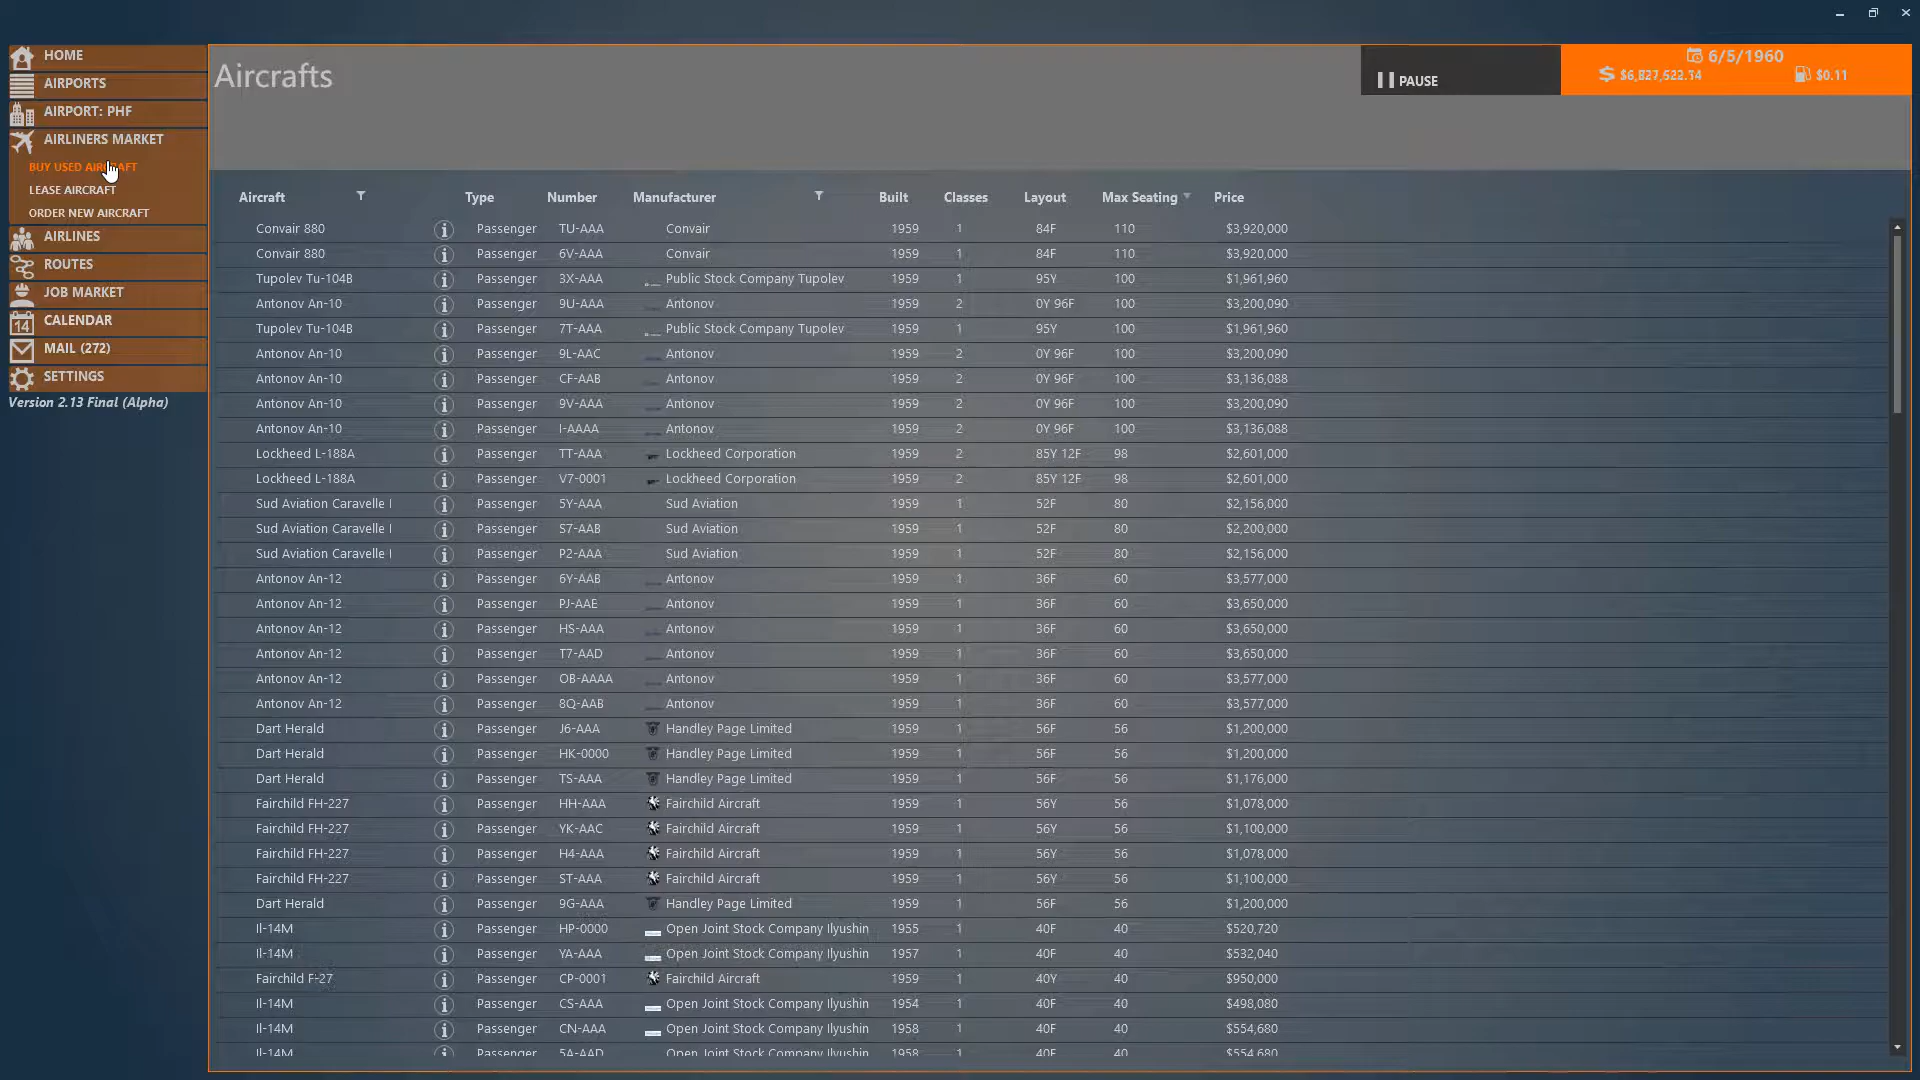 HOME
AIRPORTS
AIRPORT: PHF
AIRLINERS MARKET
BUY USED AIRCRAFT
LEASE AIRCRAFT
ORDER NEW AIRCRAFT
AIRLINES
ROUTES
JOB MARKET
14 CALENDAR
MAIL (272)
SETTINGS
Version 2.13 Final (Alpha)
Aircrafts
PAUSE
6/5/1960
$0.11
Aircraft Type Number Manufacturer Built Classes Layout Max Seating Price
Convair 880 i Passenger TU-AAA Convair 1959 1 84F 110 $3,920,000
Convair 880 i Passenger 6V-AAA Convair 1959 1 84F 110 $3,920,000
Tupolev Tu-104B i Passenger 3X-AAA Public Stock Company Tupolev 1959 1 95Y 100 $1,961,960
Antonov An-10 i Passenger 9U-AAA Antonov 1959 2 0Y 96F 100 $3,200,090
Tupolev Tu-104B i Passenger 7T-AAA Public Stock Company Tupolev 1959 1 95Y 100 $1,961,960
Antonov An-10 i Passenger 9L-AAC Antonov 1959 2 0Y 96F 100 $3,200,090
Antonov An-10 i Passenger CF-AAB Antonov 1959 2 0Y 96F 100 $3,136,088
Antonov An-10 i Passenger 9V-AAA Antonov 1959 2 0Y 96F 100 $3,200,090
Antonov An-10 i Passenger I-AAAA Antonov 1959 2 0Y 96F 100 $3,136,088
Lockheed L-188A i Passenger TT-AAA Lockheed Corporation 1959 2 85Y 12F 98 $2,601,000
Lockheed L-188A i Passenger V7-0001 Lockheed Corporation 1959 2 85Y 12F 98 $2,601,000
Sud Aviation Caravelle I i Passenger 5Y-AAA Sud Aviation 1959 1 52F 80 $2,156,000
Sud Aviation Caravelle I i Passenger S7-AAB Sud Aviation 1959 1 52F 80 $2,200,000
Sud Aviation Caravelle I i Passenger P2-AAA Sud Aviation 1959 1 52F 80 $2,156,000
Antonov An-12 i Passenger 6Y-AAB Antonov 1959 1 36F 60 $3,577,000
Antonov An-12 i Passenger PJ-AAE Antonov 1959 1 36F 60 $3,650,000
Antonov An-12 i Passenger HS-AAA Antonov 1959 1 36F 60 $3,650,000
Antonov An-12 i Passenger T7-AAD Antonov 1959 1 36F 60 $3,650,000
Antonov An-12 i Passenger OB-AAAA Antonov 1959 1 36F 60 $3,577,000
Antonov An-12 i Passenger 8Q-AAB Antonov 1959 1 36F 60 $3,577,000
Dart Herald i Passenger J6-AAA Handley Page Limited 1959 1 56F 56 $1,200,000
Dart Herald i Passenger HK-0000 Handley Page Limited 1959 1 56F 56 $1,200,000
Dart Herald i Passenger TS-AAA Handley Page Limited 1959 1 56F 56 $1,176,000
Fairchild FH-227 i Passenger HH-AAA Fairchild Aircraft 1959 1 56Y 56 $1,078,000
Fairchild FH-227 i Passenger YK-AAC Fairchild Aircraft 1959 1 56Y 56 $1,100,000
Fairchild FH-227 i Passenger H4-AAA Fairchild Aircraft 1959 1 56Y 56 $1,078,000
Fairchild FH-227 i Passenger ST-AAA Fairchild Aircraft 1959 1 56Y 56 $1,100,000
Dart Herald i Passenger 9G-AAA Handley Page Limited 1959 1 56F 56 $1,200,000
Il-14M i Passenger HP-0000 Open Joint Stock Company Ilyushin 1955 1 40F 40 $520,720
Il-14M i Passenger YA-AAA Open Joint Stock Company Ilyushin 1957 1 40F 40 $532,040
Fairchild F-27 i Passenger CP-0001 Fairchild Aircraft 1959 1 40Y 40 $950,000
Il-14M i Passenger CS-AAA Open Joint Stock Company Ilyushin 1954 1 40F 40 $498,080
Il-14M i Passenger CN-AAA Open Joint Stock Company Ilyushin 1958 1 40F 40 $554,680
Il-14M i Passenger 5A-AAD Open Joint Stock Company Ilyushin 1958 1 40F 40 $554,680